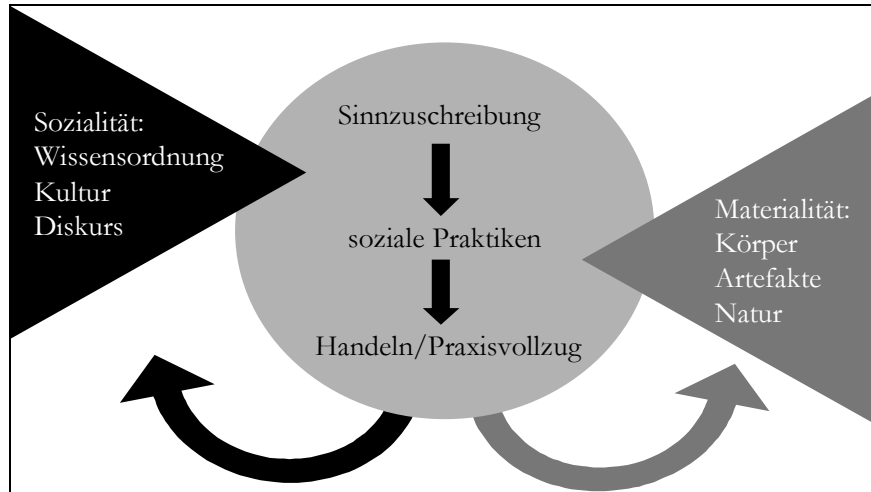 Sozialität:
Wissensordnung
Kultur
Diskurs
Sinnzuschreibung
soziale Praktiken
Handeln/Praxisvollzug
Materialität:
Körper
Artefakte
Natur